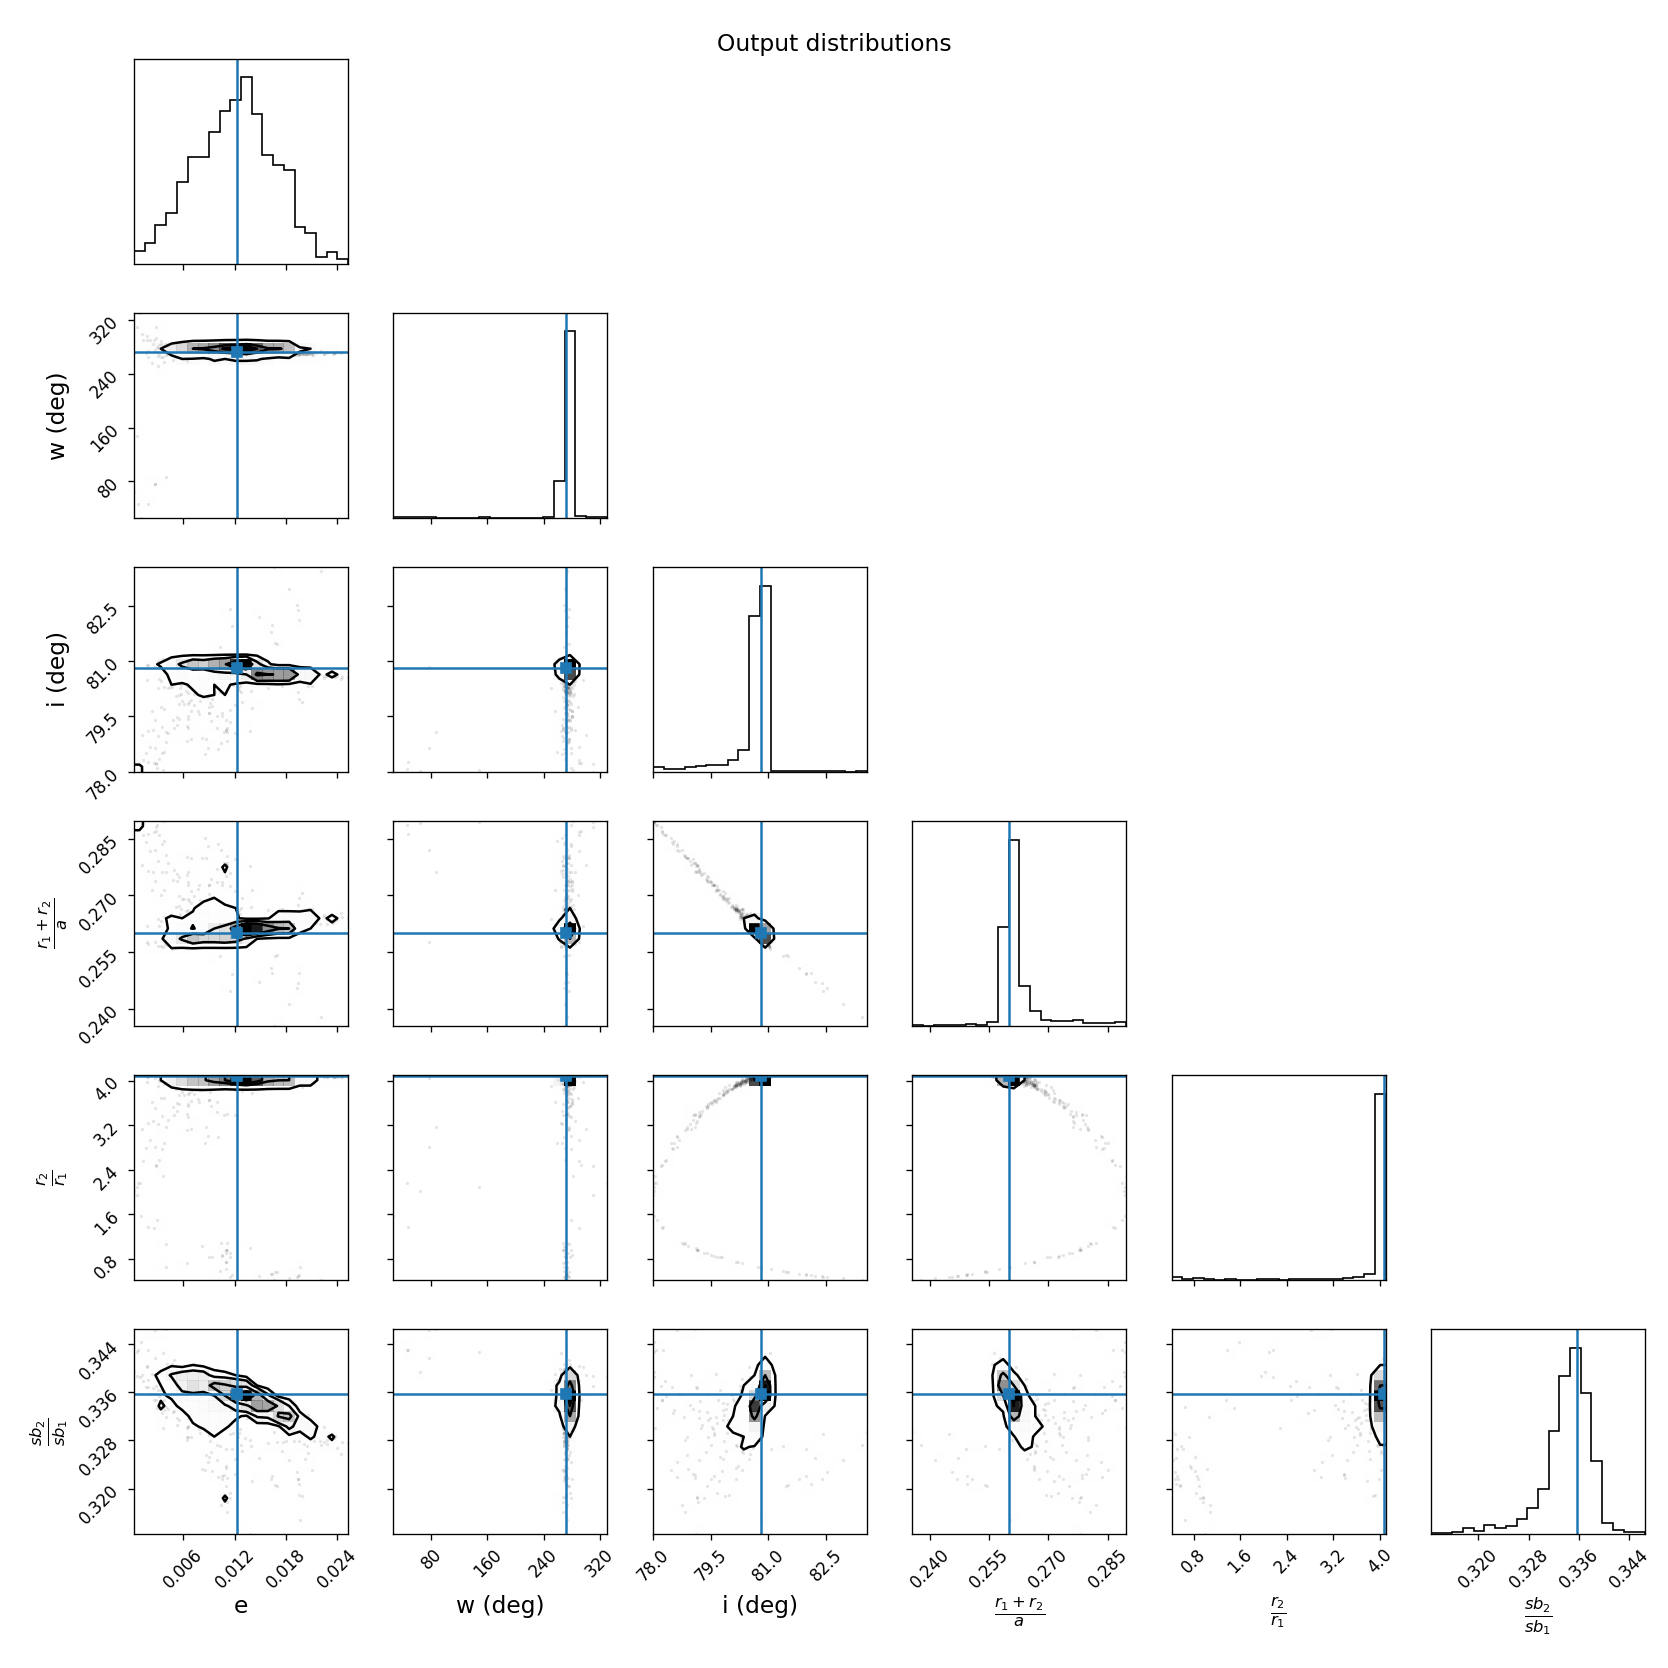 Output distributions
320
240
160
80
w (deg)
82.5
81.0
79.5
78.0
i (deg)
0.285
0.270
0.255
0.240
r₁ + r₂
a
4.0
3.2
2.4
1.6
0.8
r₂
r₁
0.344
0.336
0.328
0.320
sb₂
sb₁
0.006 0.012 0.018 0.024 80 160 240 320 78.0 79.5 81.0 82.5 0.240 0.255 0.270 0.285 0.8 1.6 2.4 3.2 4.0 0.320 0.328 0.336 0.344
e w (deg) i (deg) r₁ + r₂ r₂ sb₂
a r₁ sb₁